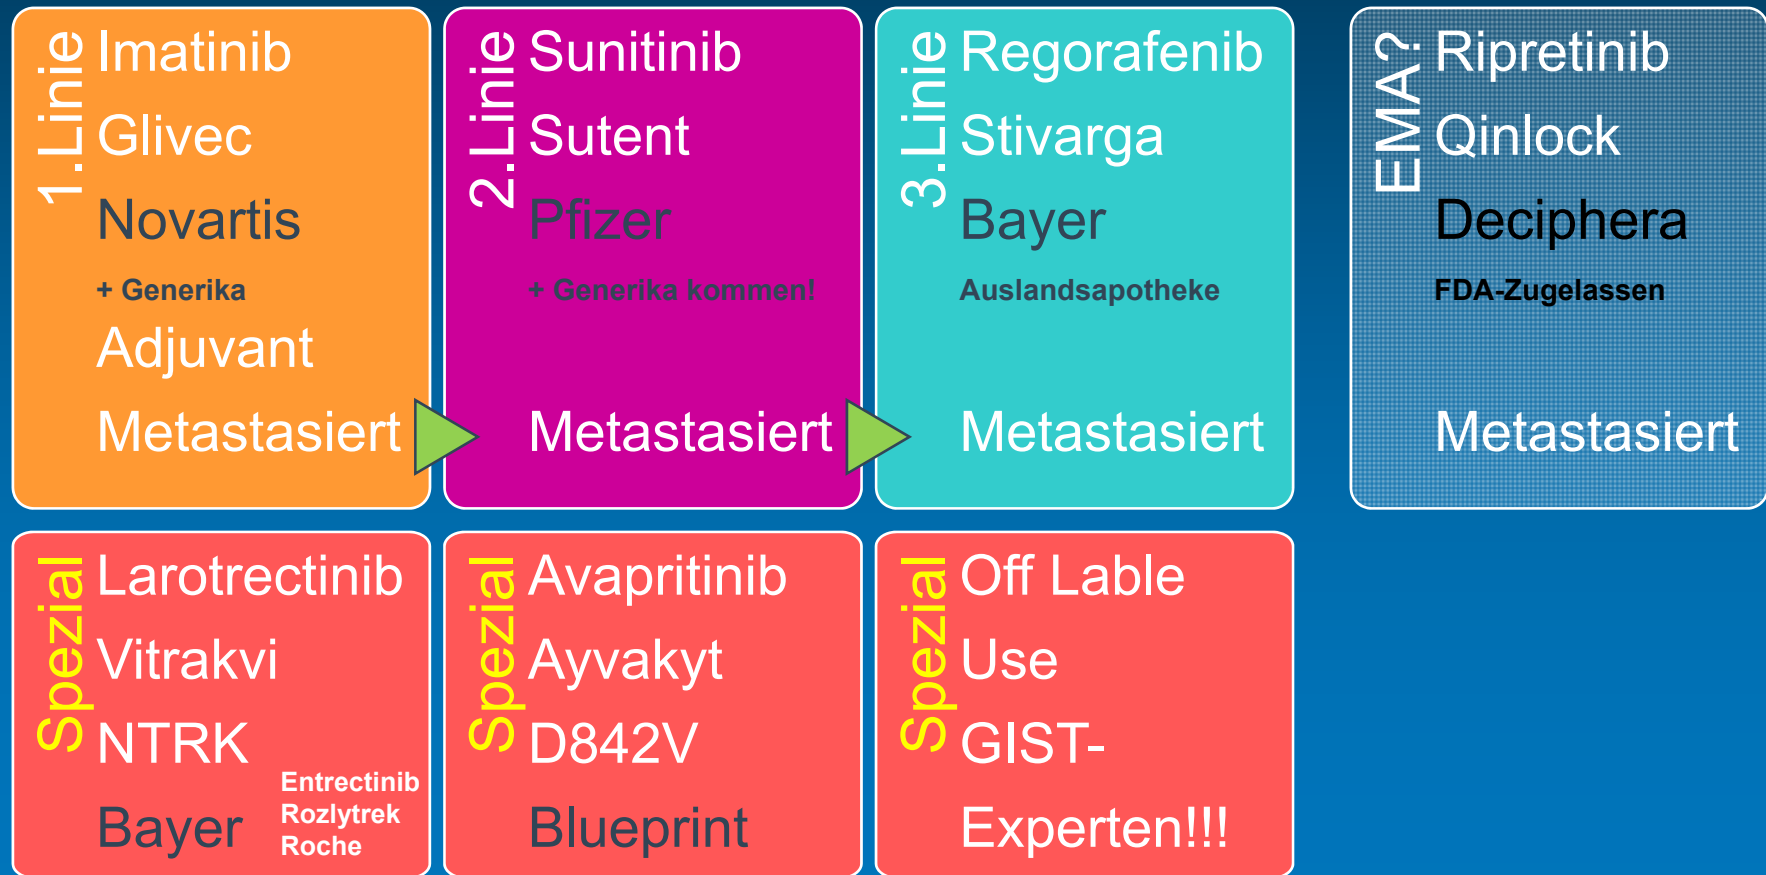 1.Linie
Imatinib
Glivec
Novartis
+ Generika
Adjuvant
Metastasiert
2.Linie
Sunitinib
Sutent
Pfizer
+ Generika kommen!
Metastasiert
3.Linie
Regorafenib
Stivarga
Bayer
Auslandsapotheke
Metastasiert
EMA?
Ripretinib
Qinlock
Deciphera
FDA-Zugelassen
Metastasiert
Spezial
Larotrectinib
Vitrakvi
NTRK
Bayer
Entrectinib
Rozlytrek
Roche
Spezial
Avapritinib
Ayvakyt
D842V
Blueprint
Spezial
Off Lable
Use
GIST-
Experten!!!